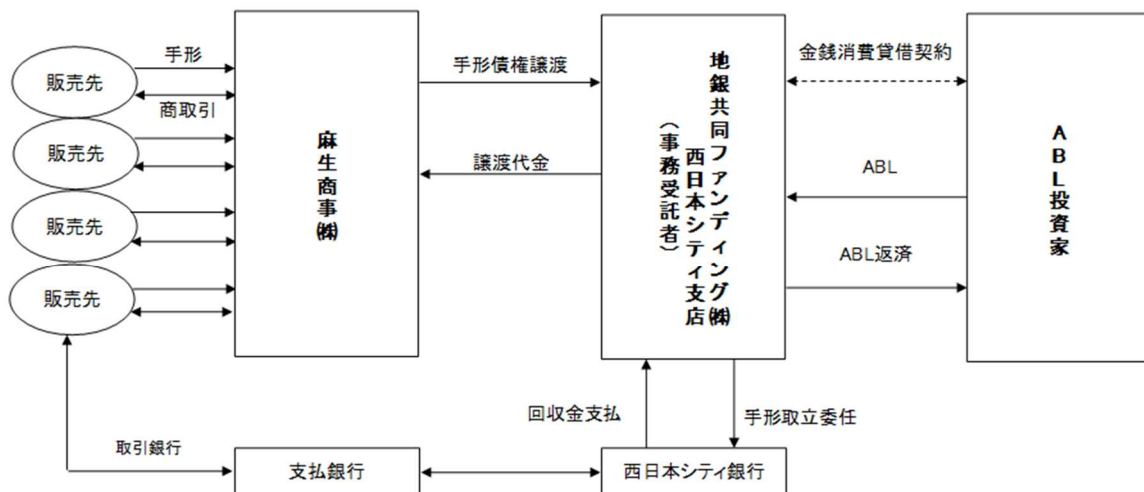 手形
販売先
商取引
販売先
販売先
販売先
麻生商事㈱
手形債権譲渡
譲渡代金
地銀共同ファンディング㈱
西日本シティ支店
(事務受託者)
金銭消費貸借契約
ABL
ABL返済
ABL投資家
回収金支払
手形取立委任
取引銀行
支払銀行
西日本シティ銀行